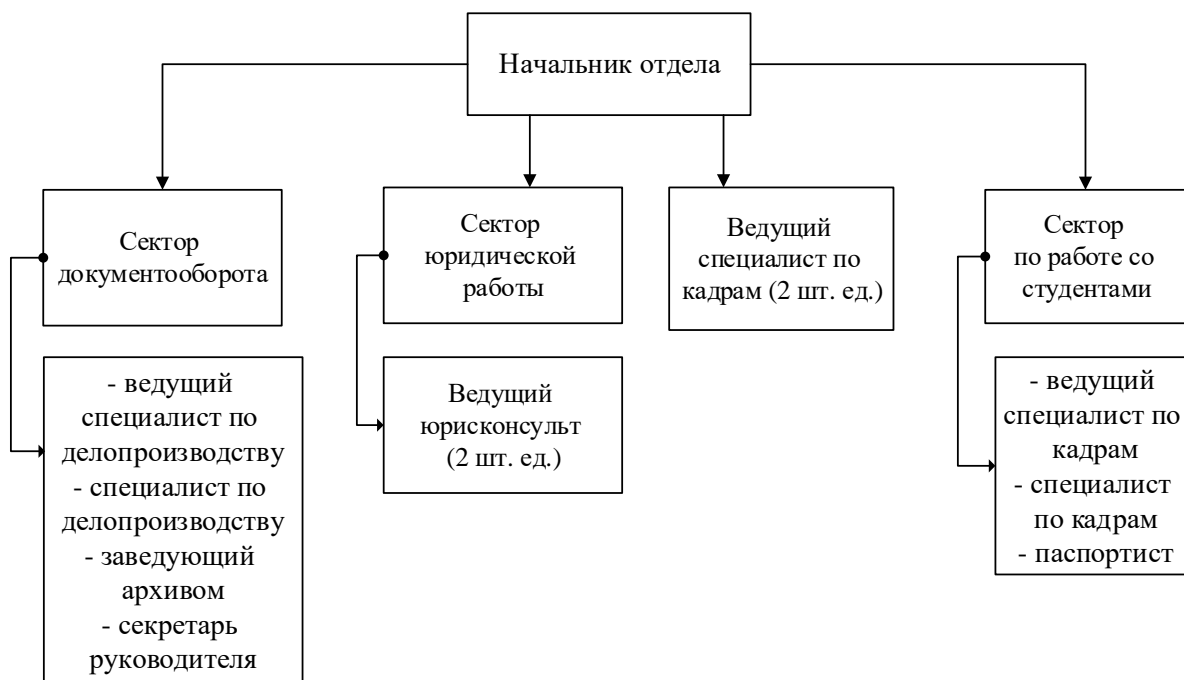 Начальник отдела
Сектор
документооборота
Сектор
юридической
работы
Ведущий
специалист по
кадрам (2 шт. ед.)
Сектор
по работе со
студентами
- ведущий
специалист по
делопроизводству
- специалист по
делопроизводству
- заведующий
архивом
- секретарь
руководителя
Ведущий
юрисконсульт
(2 шт. ед.)
- ведущий
специалист по
кадрам
- специалист
по кадрам
- паспортист